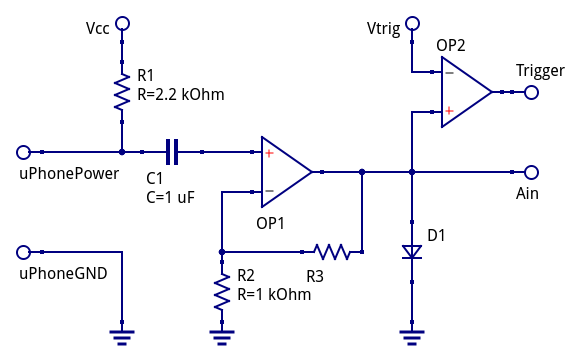 Vcc
Vtrig
OP2
R1
R=2.2 kOhm
Trigger
uPhonePower
C1
C=1 uF
OP1
Ain
D1
uPhoneGND
R2
R=1 kOhm
R3